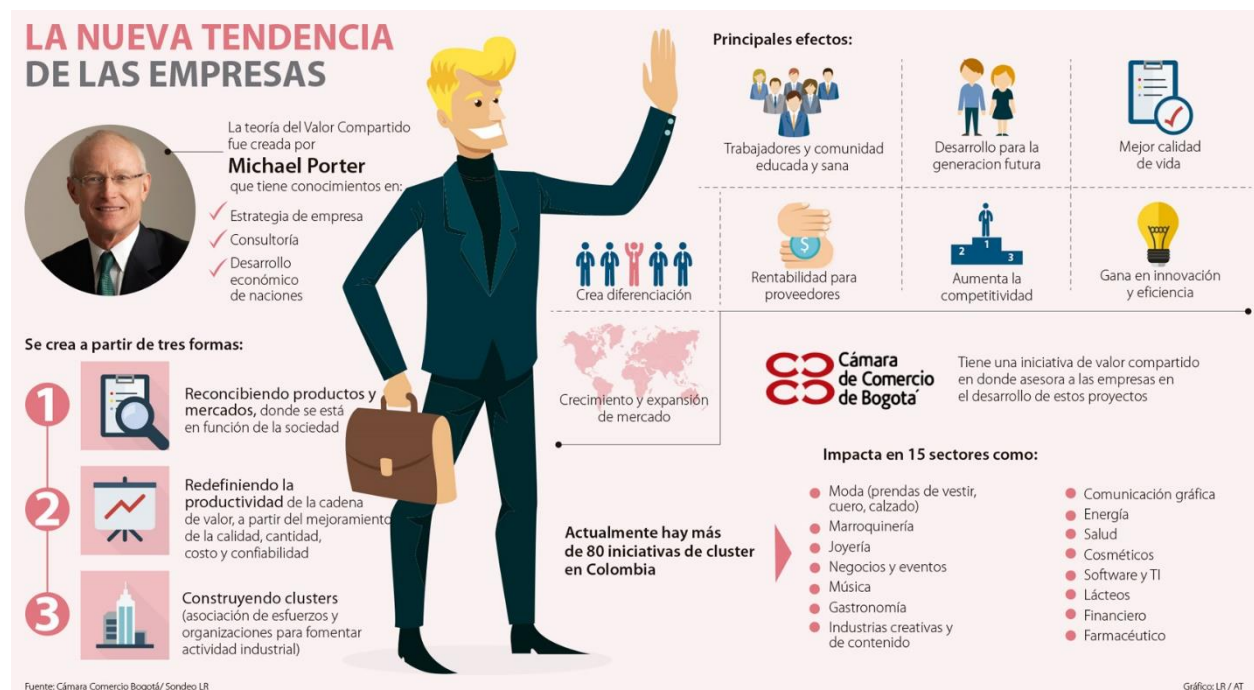 LA NUEVA TENDENCIA
DE LAS EMPRESAS
La teoría del Valor Compartido
fue creada por
Michael Porter
que tiene conocimientos en:
Estrategia de empresa
Consultoría
Desarrollo
económico
de naciones
Se crea a partir de tres formas:
1
Reconcibiendo productos y
mercados, donde se está
en función de la sociedad
2
Redefiniendo la
productividad de la cadena
de valor, a partir del mejoramiento
de la calidad, cantidad,
costo y confiabilidad
3
Construyendo clusters
(asociación de esfuerzos y
organizaciones para fomentar
actividad industrial)
Principales efectos:
Trabajadores y comunidad
educada y sana
Desarrollo para la
generacion futura
Mejor calidad
de vida
Crea diferenciación
$
Rentabilidad para
proveedores
2 1 3
Aumenta la
competitividad
Gana en innovación
y eficiencia
Crecimiento y expansión
de mercado
Cámara
de Comercio
de Bogotá
Tiene una iniciativa de valor compartido
en donde asesora a las empresas en
el desarrollo de estos proyectos
Actualmente hay más
de 80 iniciativas de cluster
en Colombia
Impacta en 15 sectores como:
Moda (prendas de vestir,
cuero, calzado)
Marroquinería
Joyería
Negocios y eventos
Música
Gastronomía
Industrias creativas y
de contenido
Comunicación gráfica
Energía
Salud
Cosméticos
Software y TI
Lácteos
Financiero
Farmacéutico
Fuente: Cámara Comercio Bogotá/ Sondeo LR
Gráfico: LR / AT